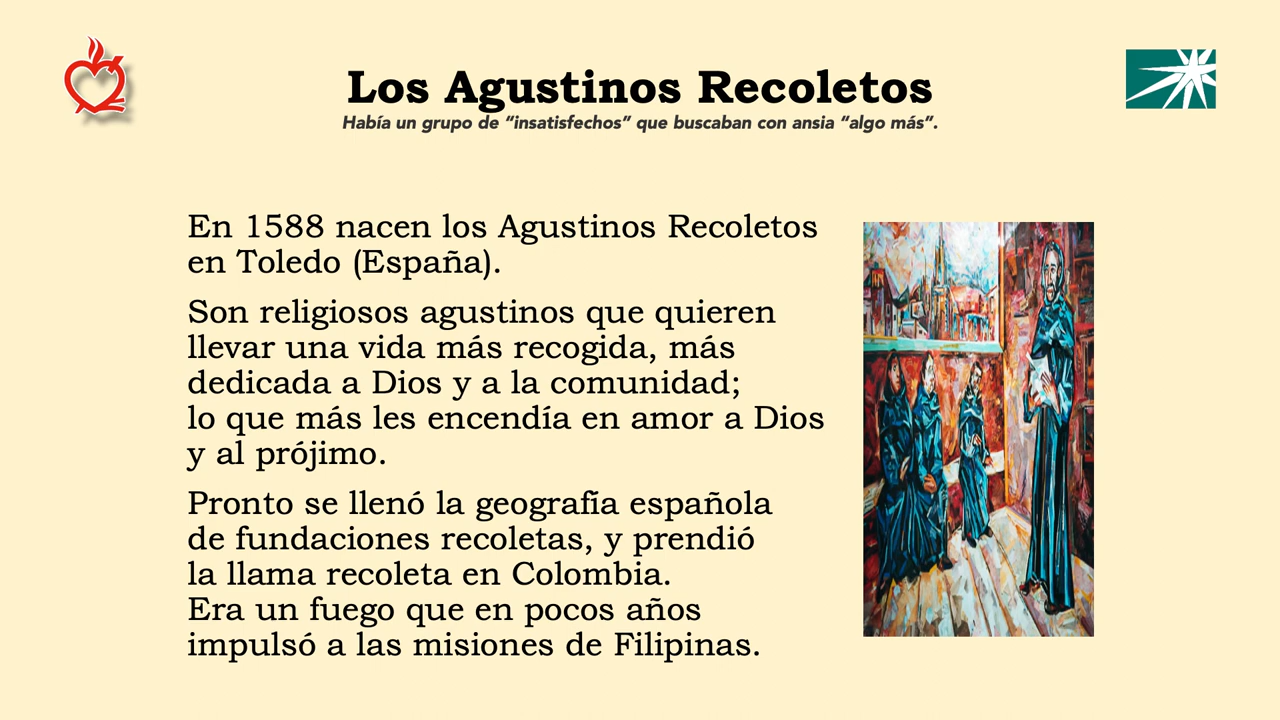 Los Agustinos Recoletos
Había un grupo de “insatisfechos” que buscaban con ansia “algo más”.
En 1588 nacen los Agustinos Recoletos
en Toledo (España).
Son religiosos agustinos que quieren
llevar una vida más recogida, más
dedicada a Dios y a la comunidad;
lo que más les encendía en amor a Dios
y al prójimo.
Pronto se llenó la geografía española
de fundaciones recoletas, y prendió
la llama recoleta en Colombia.
Era un fuego que en pocos años
impulsó a las misiones de Filipinas.